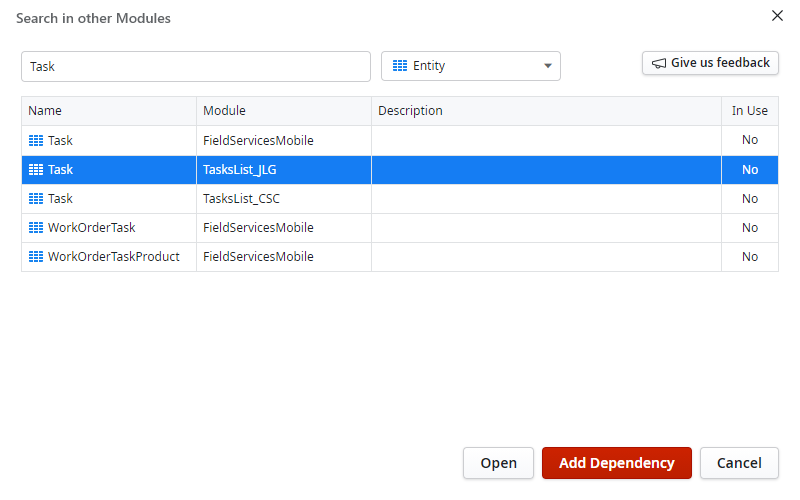 Search in other Modules
Task
Entity
Give us feedback
Name Module Description In Use
Task FieldServicesMobile No
Task TasksList_JLG No
Task TasksList_CSC No
WorkOrderTask FieldServicesMobile No
WorkOrderTaskProduct FieldServicesMobile No
Open Add Dependency Cancel